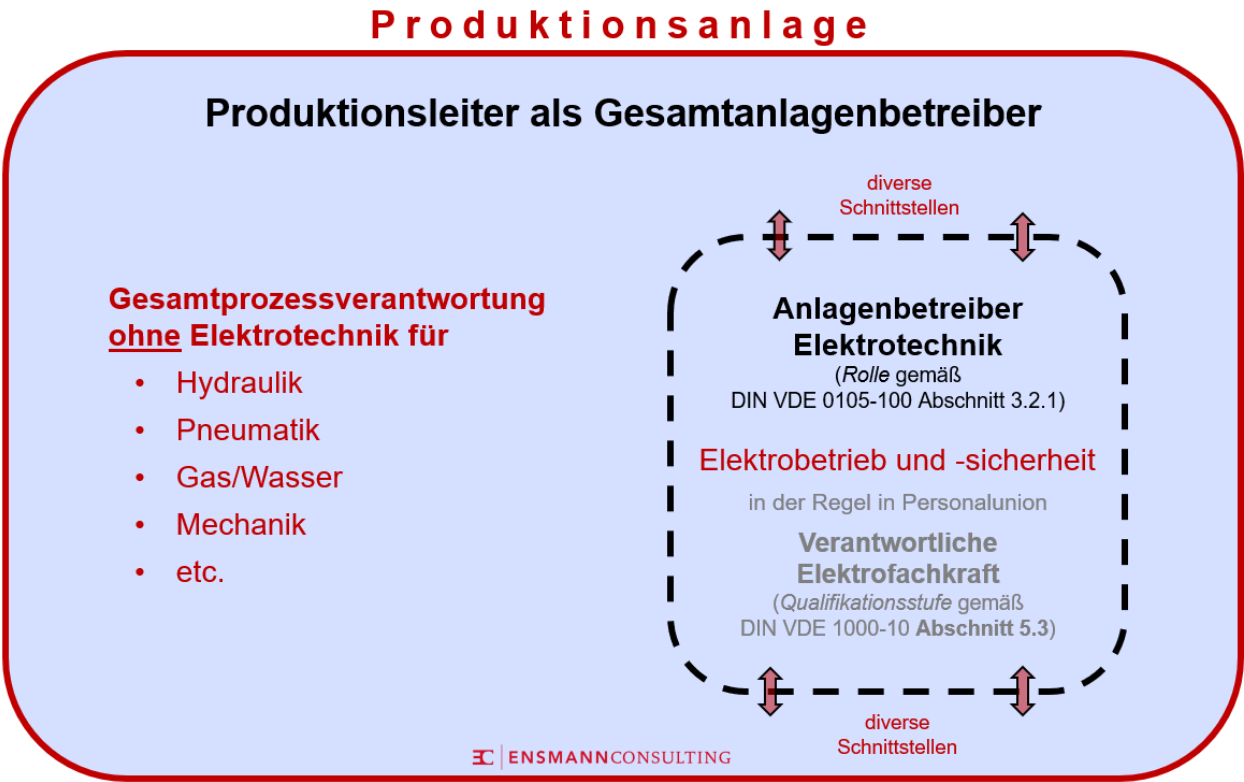 Produktionsanlage
Produktionsleiter als Gesamtanlagenbetreiber
diverse
Schnittstellen
Gesamtprozessverantwortung
ohne Elektrotechnik für
• Hydraulik
• Pneumatik
• Gas/Wasser
• Mechanik
• etc.
Anlagenbetreiber
Elektrotechnik
(Rolle gemäß
DIN VDE 0105-100 Abschnitt 3.2.1)
Elektrobetrieb und -sicherheit
in der Regel in Personalunion
Verantwortliche
Elektrofachkraft
(Qualifikationsstufe gemäß
DIN VDE 1000-10 Abschnitt 5.3)
diverse
Schnittstellen
EC ENSMANNCONSULTING